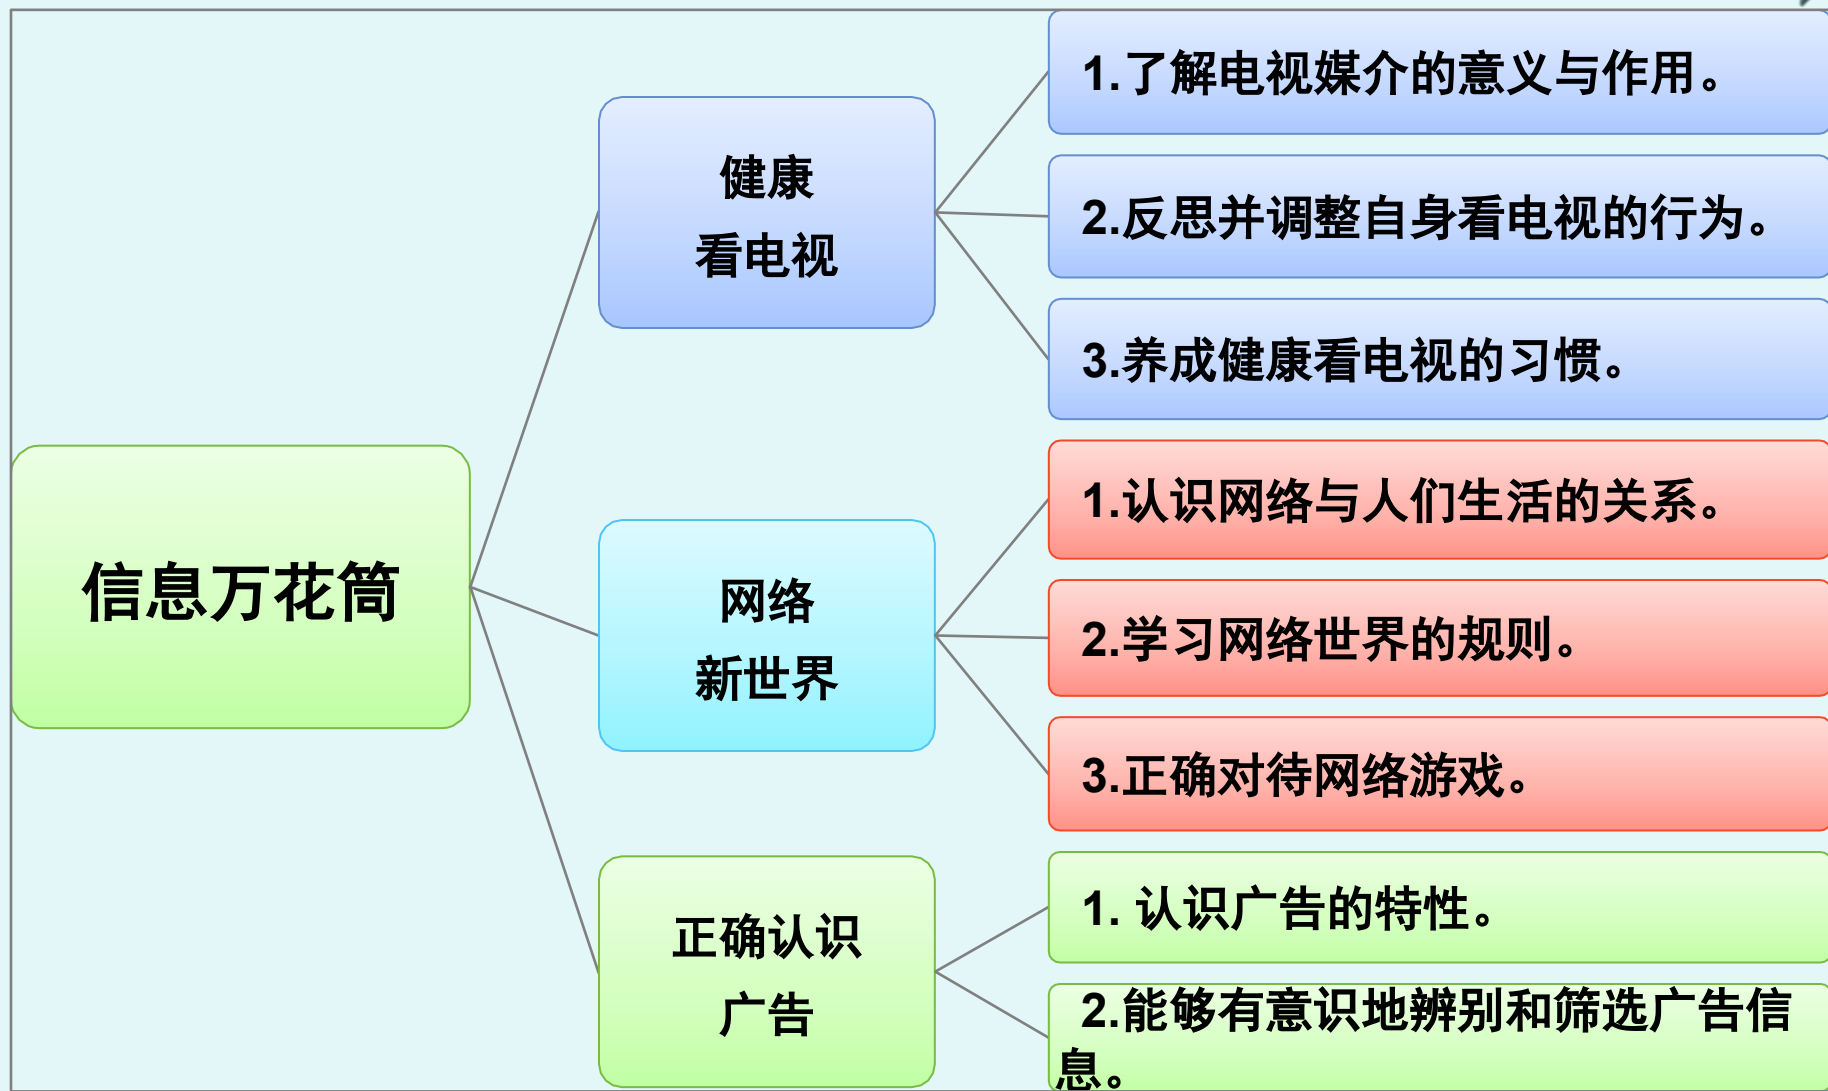 信息万花筒
健康
看电视
1.了解电视媒介的意义与作用。
2.反思并调整自身看电视的行为。
3.养成健康看电视的习惯。
网络
新世界
1.认识网络与人们生活的关系。
2.学习网络世界的规则。
3.正确对待网络游戏。
正确认识
广告
1. 认识广告的特性。
2.能够有意识地辨别和筛选广告信
息。